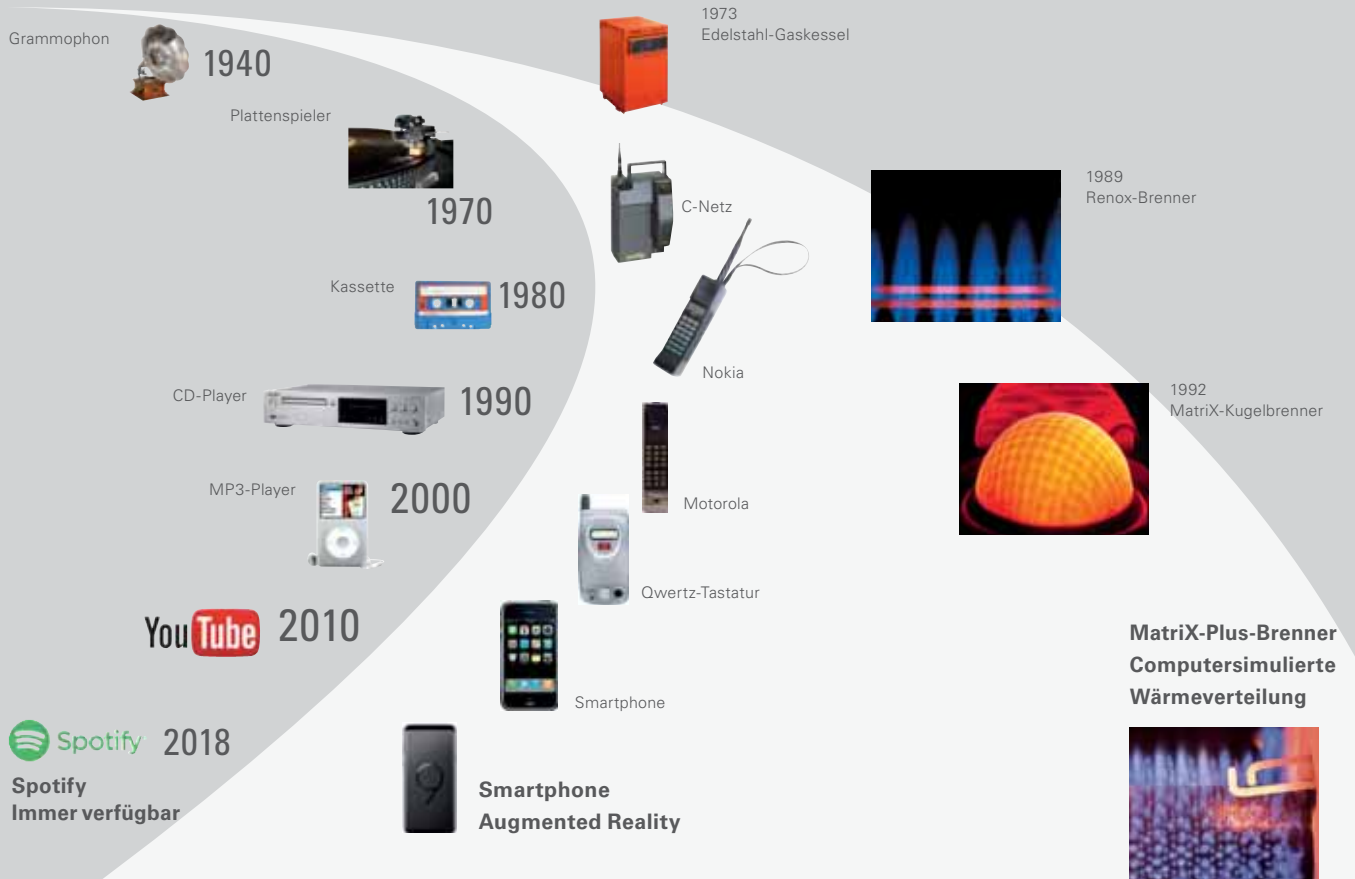 Grammophon
1940
Plattenspieler
1970
Kassette
1980
CD-Player
1990
MP3-Player
2000
YouTube
2010
Spotify
2018
Spotify
Immer verfügbar
C-Netz
Nokia
Motorola
Qwertz-Tastatur
Smartphone
9
Smartphone
Augmented Reality
1973
Edelstahl-Gaskessel
1989
Renox-Brenner
1992
MatriX-Kugelbrenner
MatriX-Plus-Brenner
Computersimulierte
Wärmeverteilung